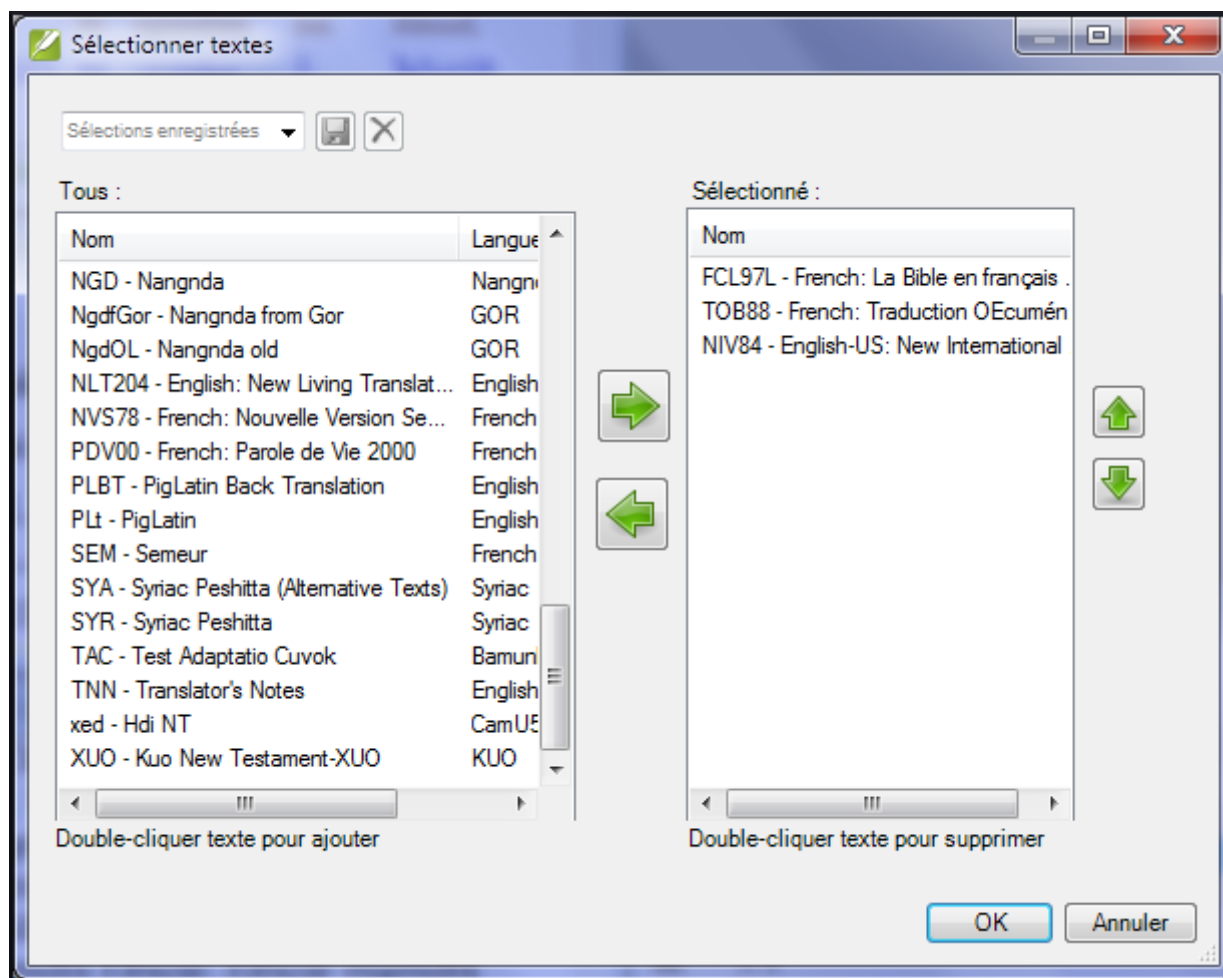 Sélectionner textes
Sélections enregistrées
Tous :
Nom Langue
NGD - Nangnda Nangn
NgdfGor - Nangnda from Gor GOR
NgdOL - Nangnda old GOR
NLT204 - English: New Living Translat... English
NVS78 - French: Nouvelle Version Se... French
PDV00 - French: Parole de Vie 2000 French
PLBT - PigLatin Back Translation English
PLt - PigLatin English
SEM - Semeur French
SYA - Syriac Peshitta (Alternative Texts) Syriac
SYR - Syriac Peshitta Syriac
TAC - Test Adaptatio Cuvok Bamun
TNN - Translator's Notes English
xed - Hdi NT CamU5
XUO - Kuo New Testament-XUO KUO
Double-cliquer texte pour ajouter
Sélectionné :
Nom
FCL97L - French: La Bible en français .
TOB88 - French: Traduction OEcumén
NIV84 - English-US: New International
Double-cliquer texte pour supprimer
OK Annuler